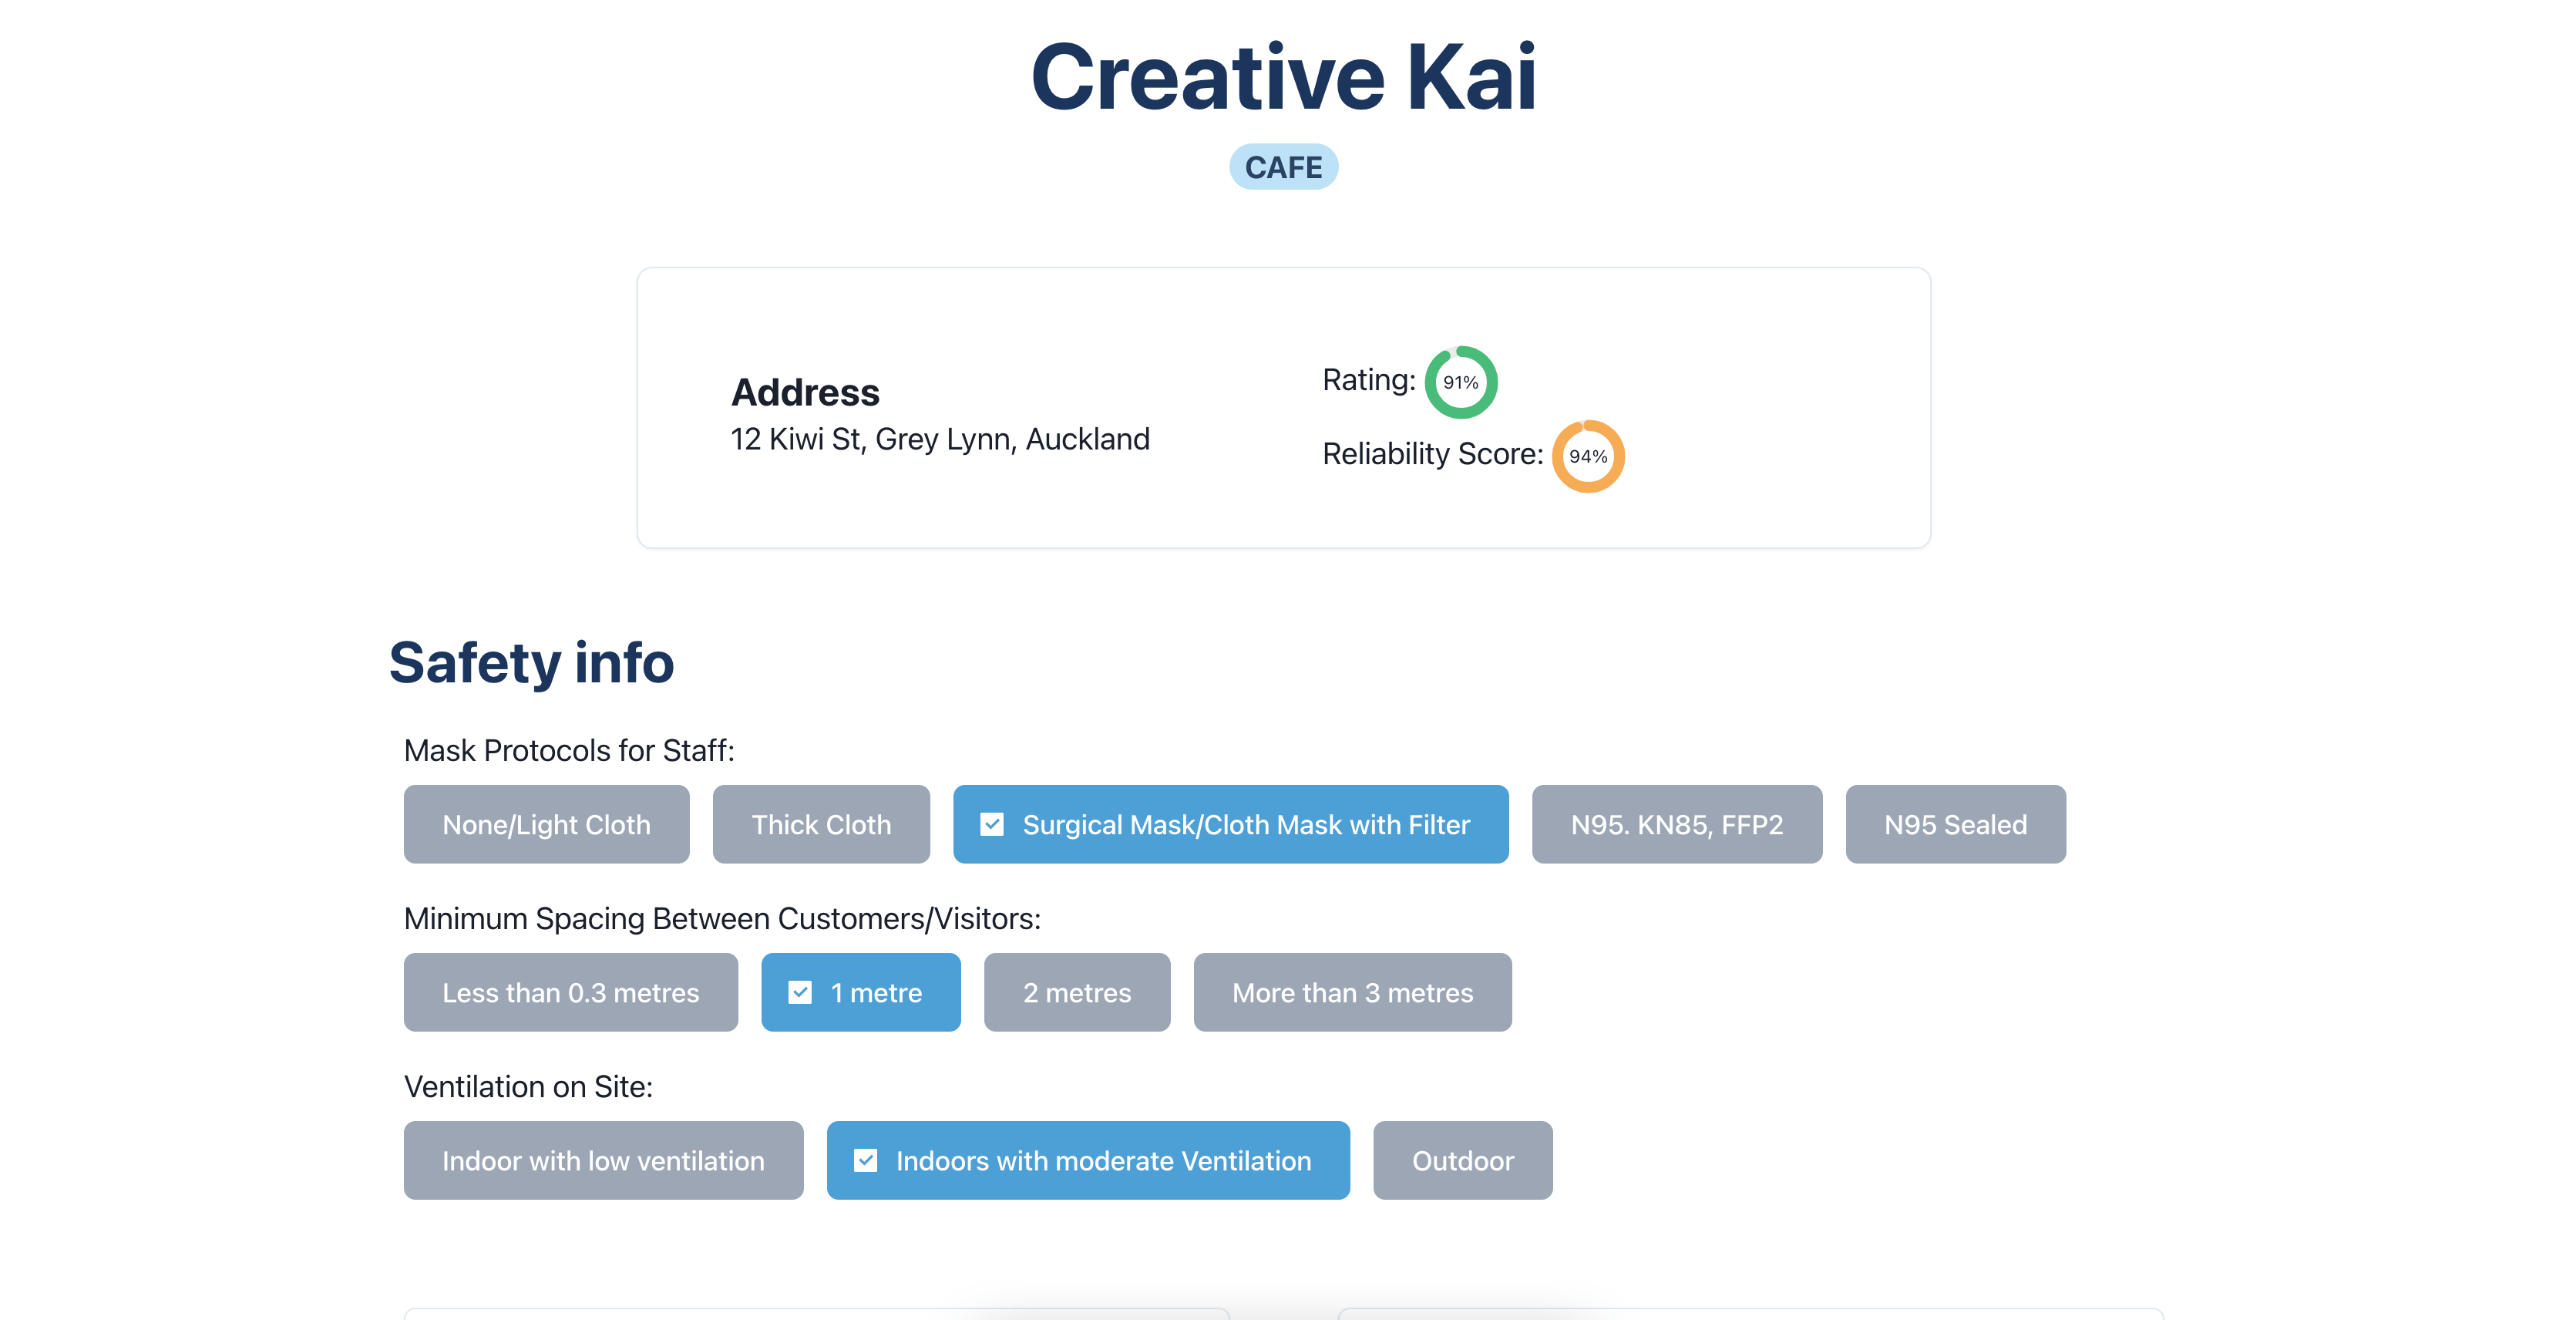 Creative Kai
CAFE
Address
12 Kiwi St, Grey Lynn, Auckland
Rating: 91%
Reliability Score: 94%
Safety info
Mask Protocols for Staff:
None/Light Cloth Thick Cloth Surgical Mask/Cloth Mask with Filter N95. KN85, FFP2 N95 Sealed
Minimum Spacing Between Customers/Visitors:
Less than 0.3 metres 1 metre 2 metres More than 3 metres
Ventilation on Site:
Indoor with low ventilation Indoors with moderate Ventilation Outdoor